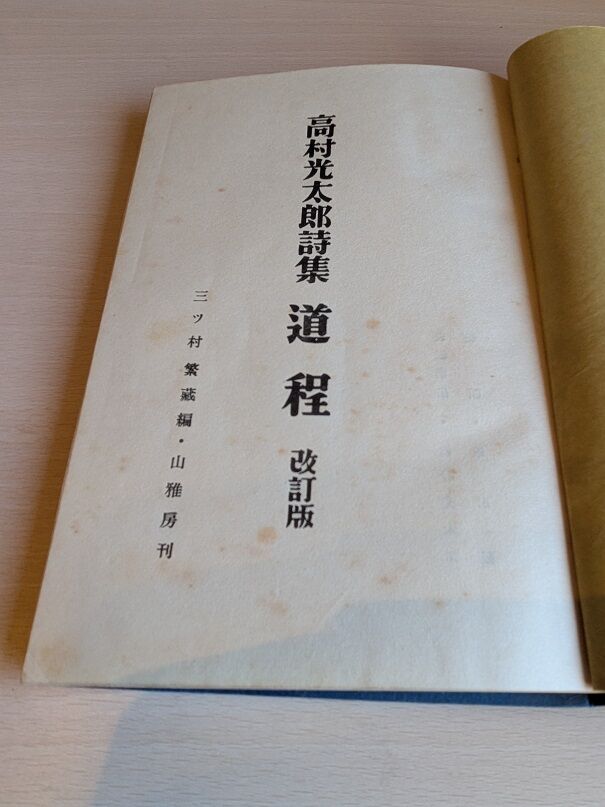 高村光太郎詩集 道程 改訂版
三ツ村繁蔵編・山雅房刊